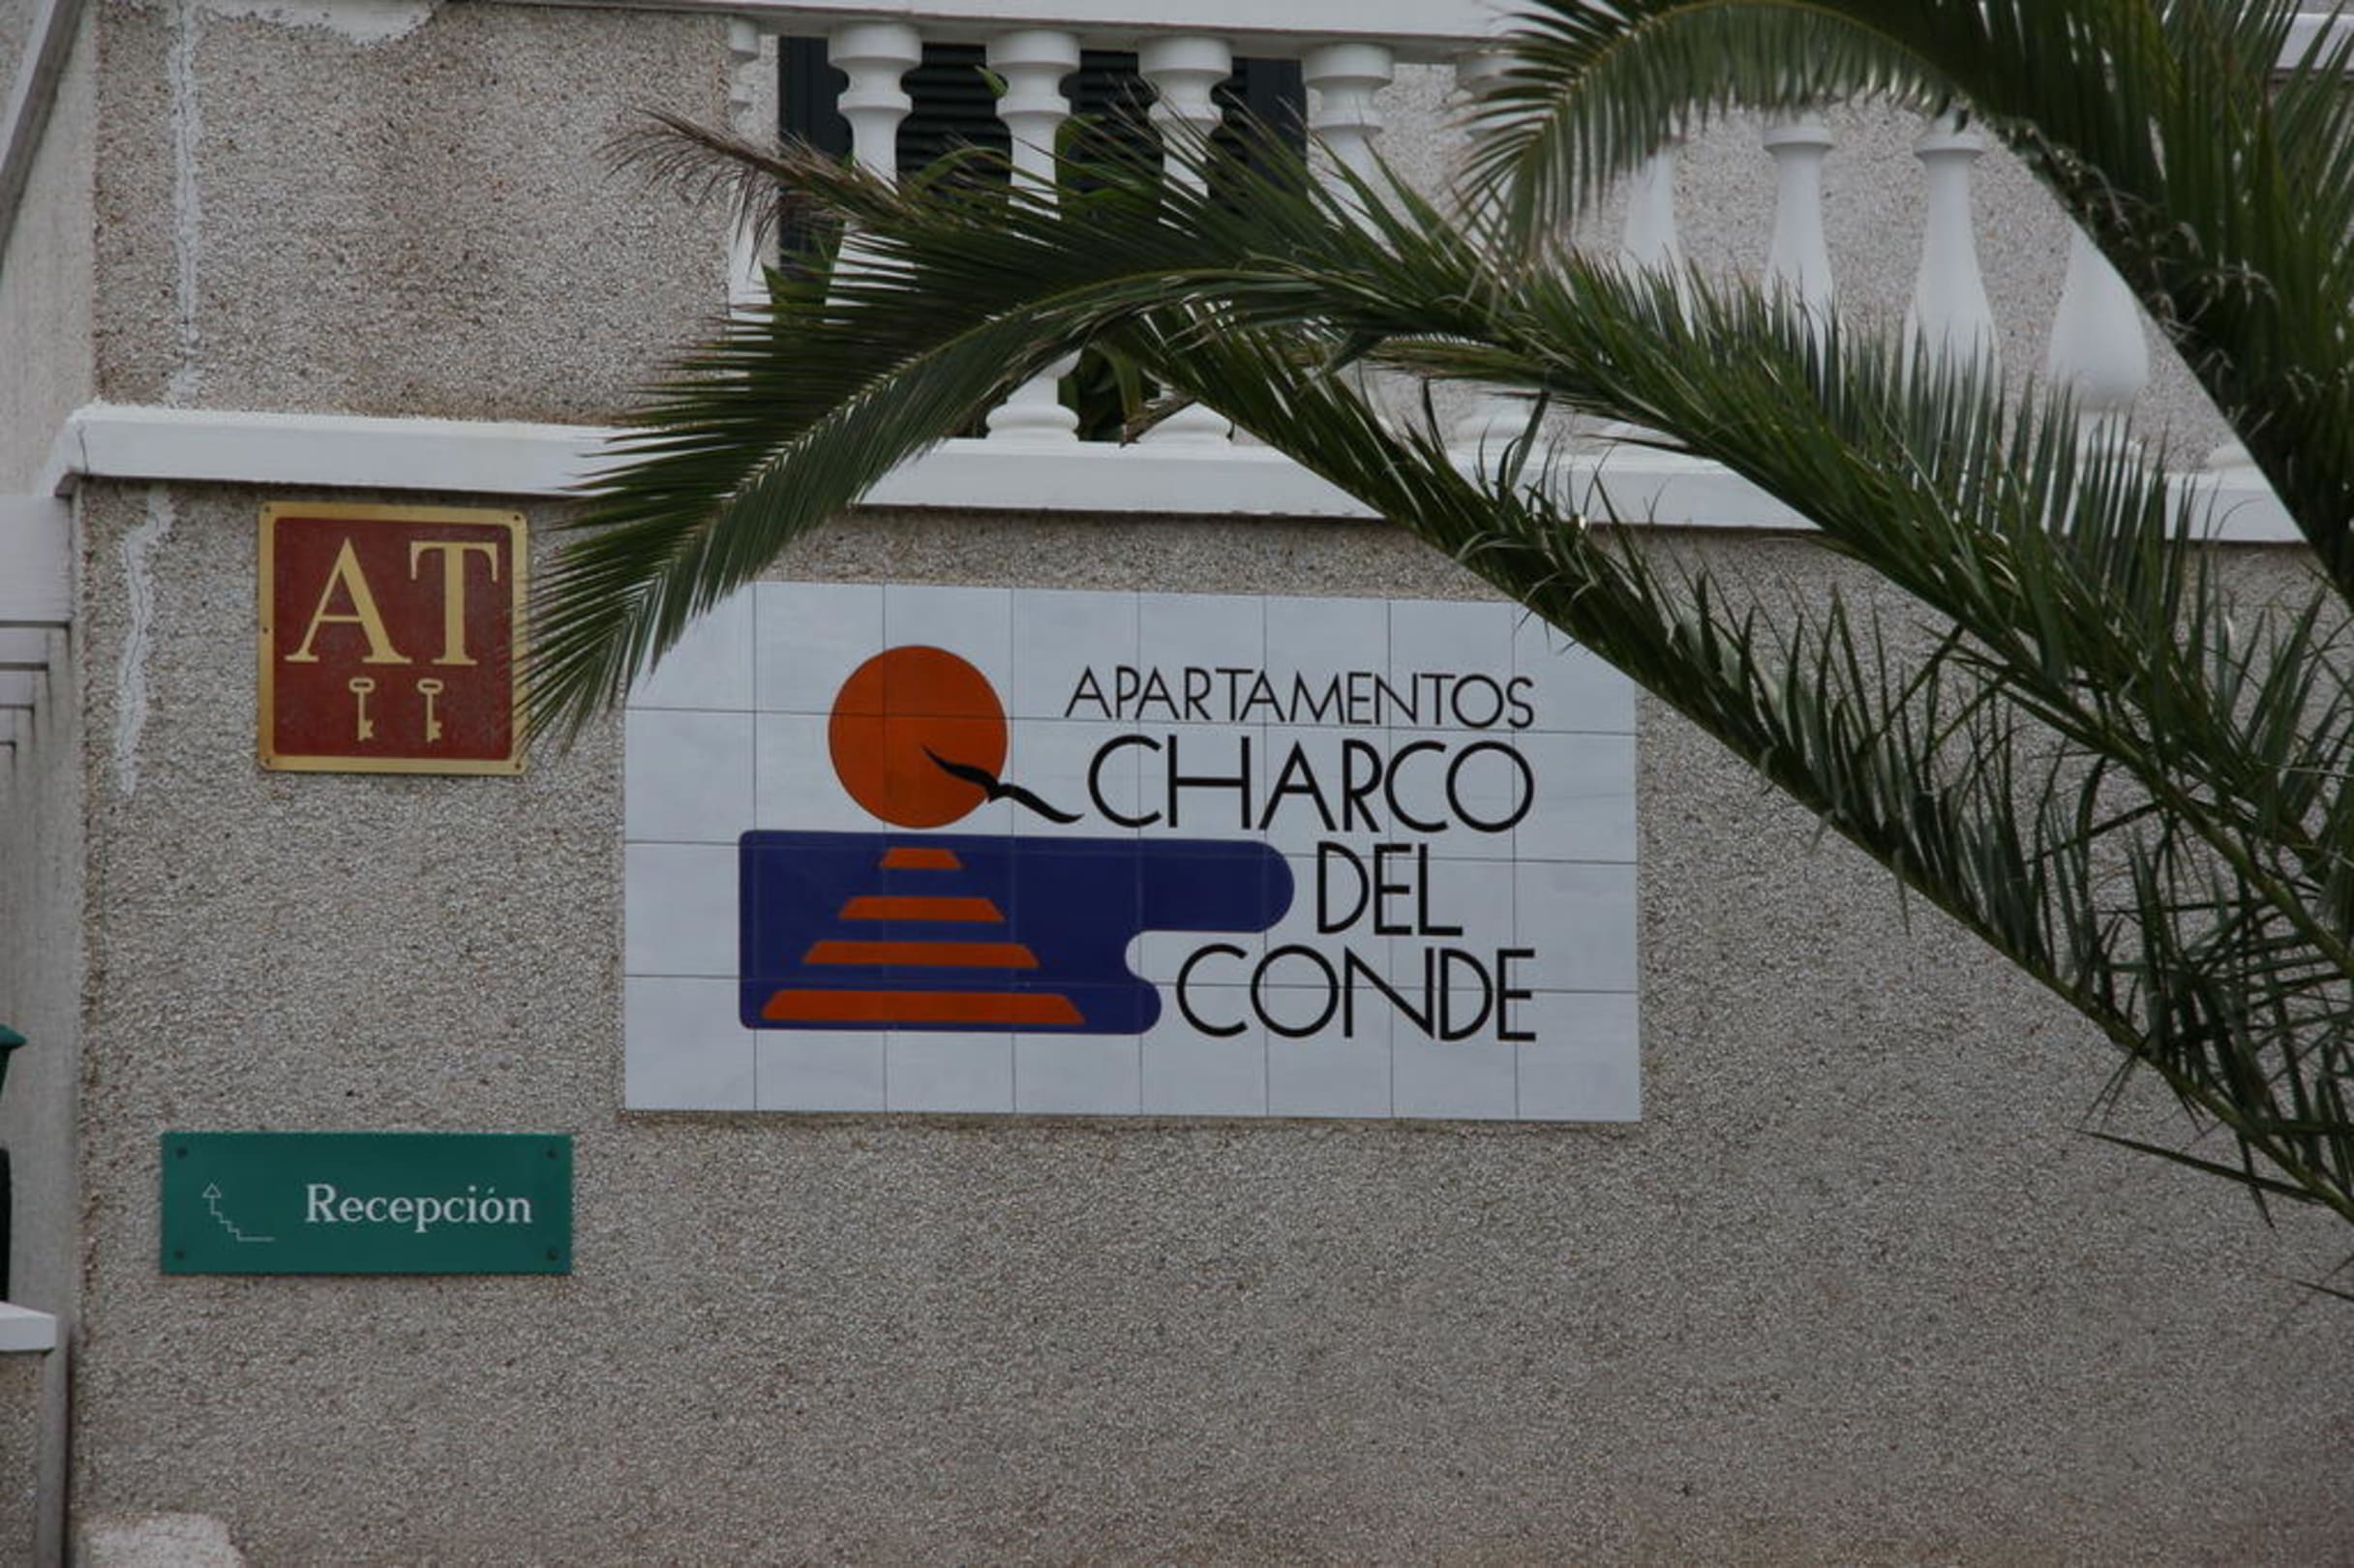 AT
APARTAMENTOS
CHARCO
DEL
CONDE
Recepción